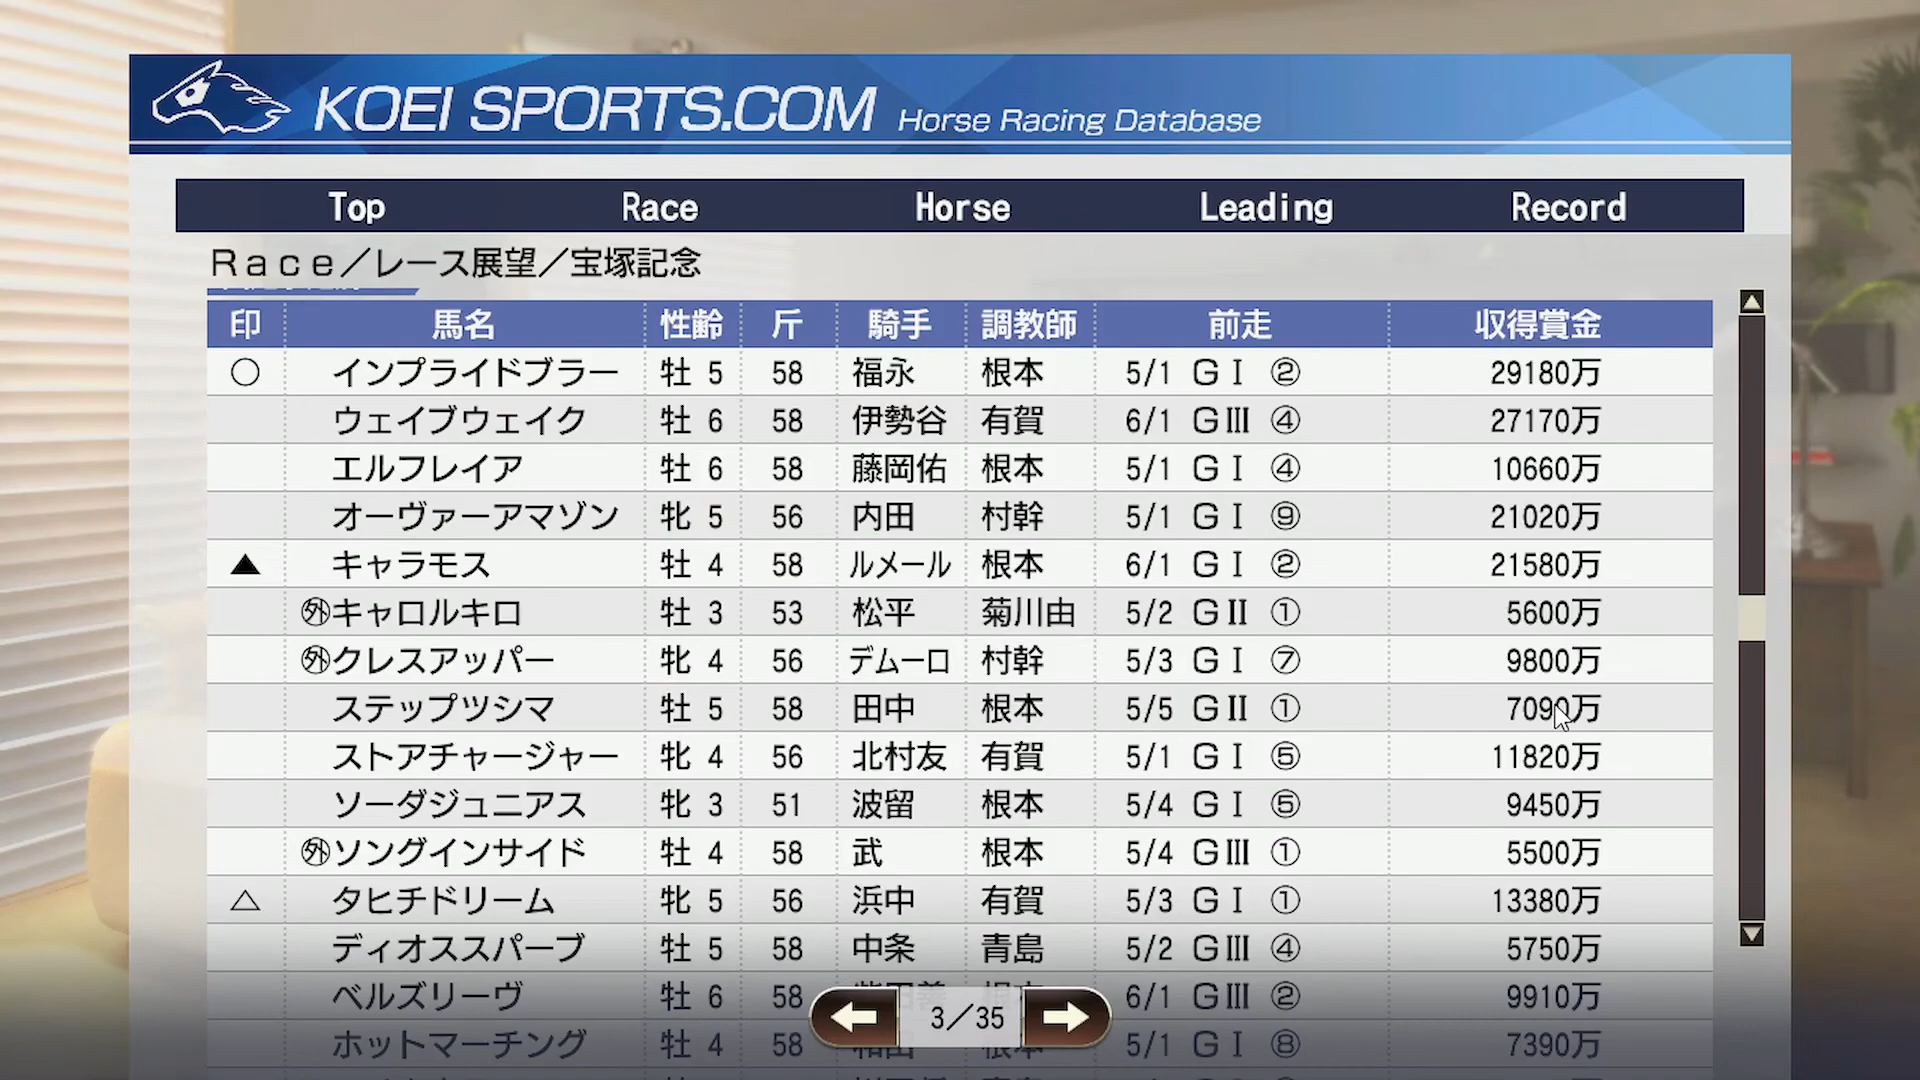 KOEI SPORTS.COM Horse Racing Database
Top Race Horse Leading Record
Ｒａｃｅ／レース展望／宝塚記念
印 馬名 性齢 斤 騎手 調教師 前走 収得賞金
○ インプライドブラー 牡 5 58 福永 根本 5/1 GⅠ ② 29180万
ウェイブウェイク 牡 6 58 伊勢谷 有賀 6/1 GⅢ ④ 27170万
エルフレイア 牡 6 58 藤岡佑 根本 5/1 GⅠ ④ 10660万
オーヴァーアマゾン 牝 5 56 内田 村幹 5/1 GⅠ ⑨ 21020万
▲ キャラモス 牡 4 58 ルメール 根本 6/1 GⅠ ② 21580万
㊕キャロルキロ 牡 3 53 松平 菊川由 5/2 GⅡ ① 5600万
外クレスアッパー 牝 4 56 デムーロ 村幹 5/3 GⅠ ⑦ 9800万
ステップツシマ 牡 5 58 田中 根本 5/5 GⅡ ① 7090万
ストアチャージャー 牝 4 56 北村友 有賀 5/1 GⅠ ⑤ 11820万
ソーダジュニアス 牝 3 51 波留 根本 5/4 GⅠ ⑤ 9450万
外ソングインサイド 牡 4 58 武 根本 5/4 GⅢ ① 5500万
△ タヒチドリーム 牝 5 56 浜中 有賀 5/3 GⅠ ① 13380万
ディオススパーブ 牡 5 58 中条 青島 5/2 GⅢ ④ 5750万
ベルズリーヴ 牡 6 58 6/1 GⅢ ② 9910万
3／35
ホットマーチング 牡 4 58 5/1 GⅠ ⑧ 7390万